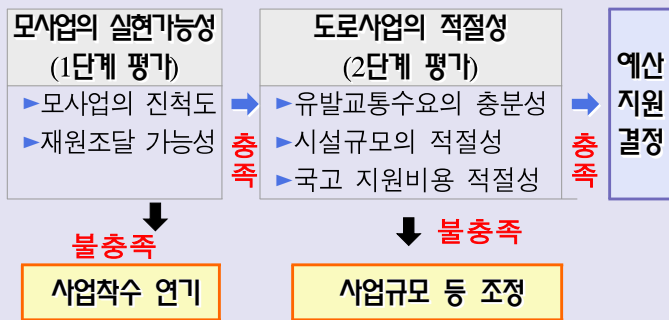 모사업의 실현가능성
(1단계 평가)
►모사업의 진척도
►재원조달 가능성
충족
도로사업의 적절성
(2단계 평가)
►유발교통수요의 충분성
►시설규모의 적절성
►국고 지원비용 적절성
충족
예산
지원
결정
불충족
사업착수 연기
불충족
사업규모 등 조정